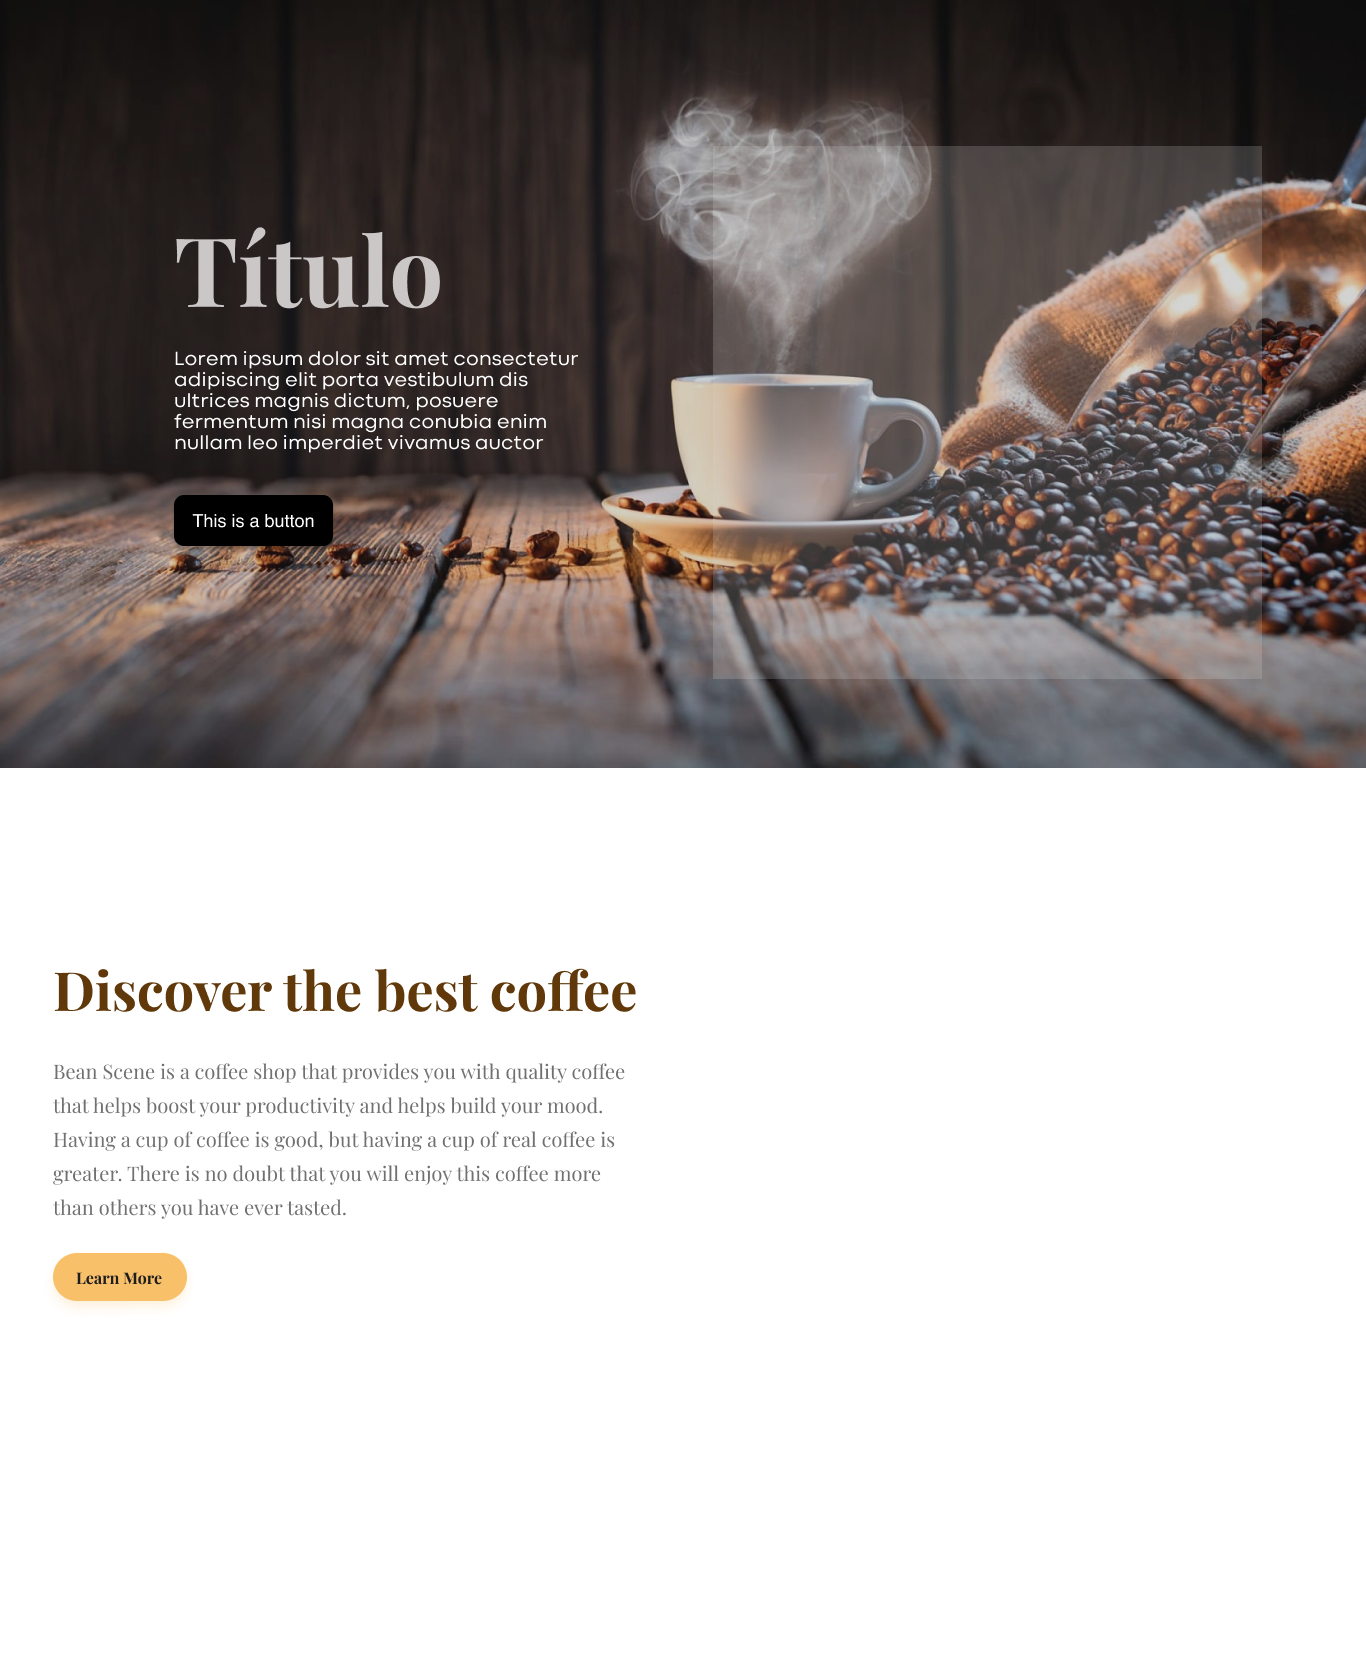 Título
Lorem ipsum dolor sit amet consectetur
adipiscing elit porta vestibulum dis
ultrices magnis dictum, posuere
fermentum nisi magna conubia enim
nullam leo imperdiet vivamus auctor
This is a button
Discover the best coffee
Bean Scene is a coffee shop that provides you with quality coffee
that helps boost your productivity and helps build your mood.
Having a cup of coffee is good, but having a cup of real coffee is
greater. There is no doubt that you will enjoy this coffee more
than others you have ever tasted.
Learn More